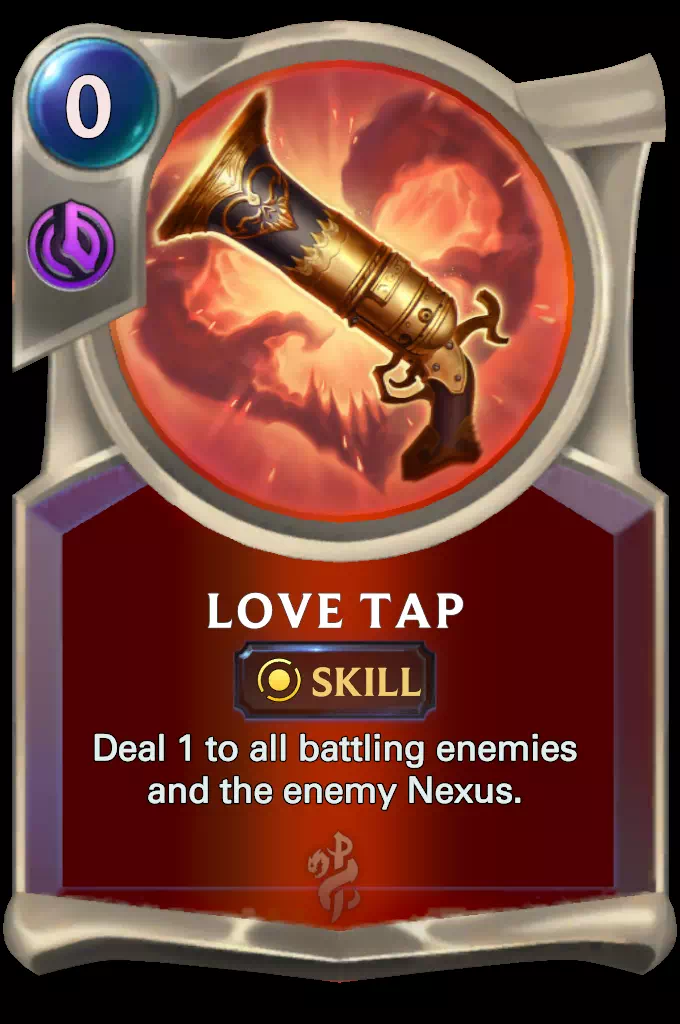 0
LOVE TAP
SKILL
Deal 1 to all battling enemies
and the enemy Nexus.